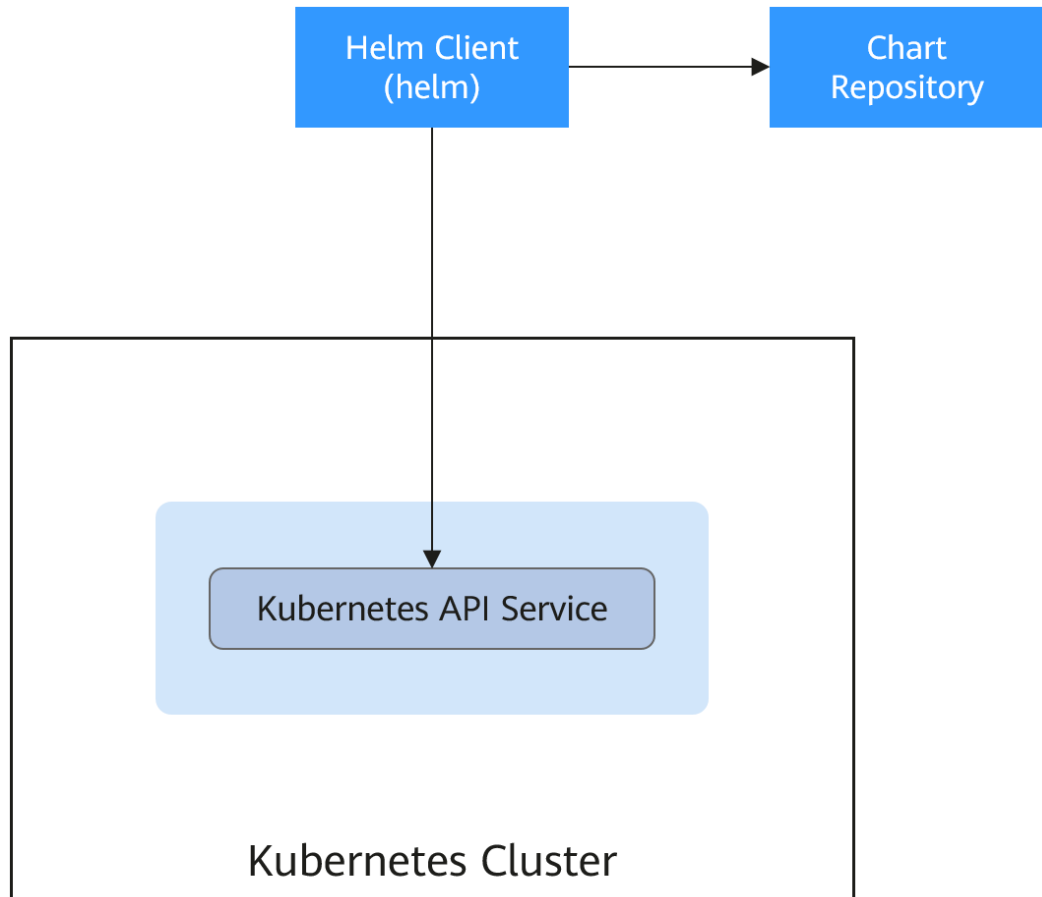 Helm Client
(helm)
Chart
Repository
Kubernetes API Service
Kubernetes Cluster